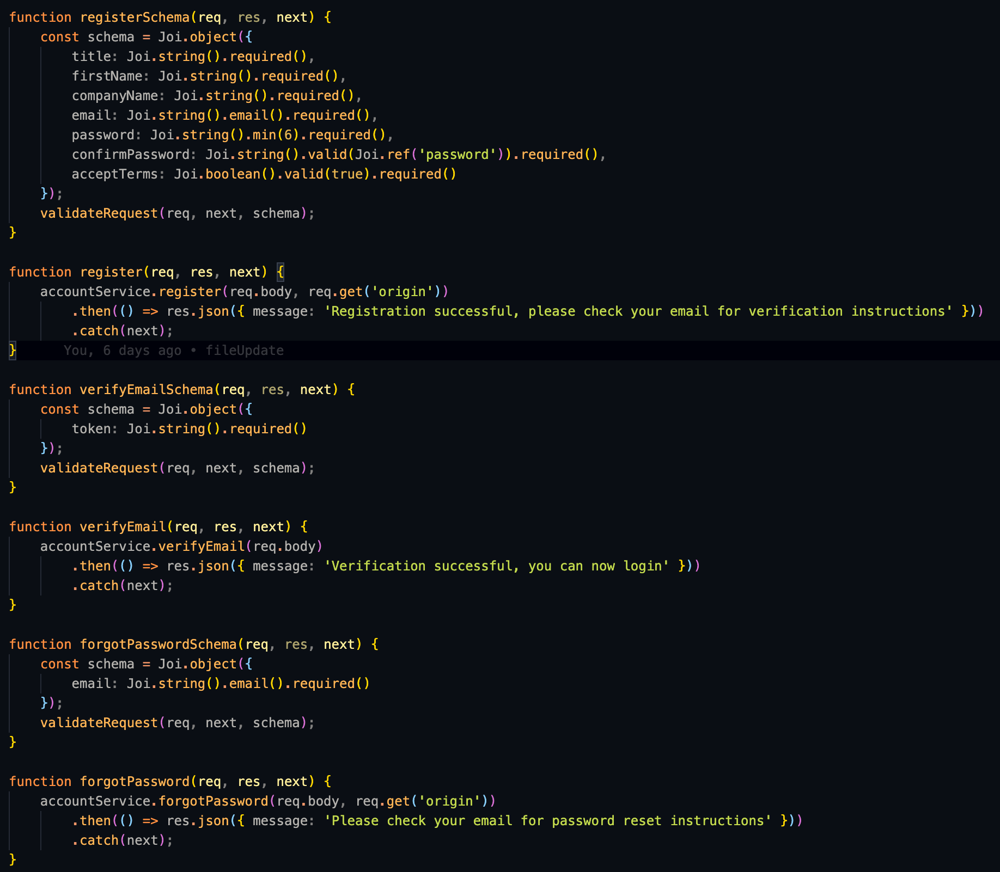 function registerSchema(req, res, next) {
    const schema = Joi.object({
        title: Joi.string().required(),
        firstName: Joi.string().required(),
        companyName: Joi.string().required(),
        email: Joi.string().email().required(),
        password: Joi.string().min(6).required(),
        confirmPassword: Joi.string().valid(Joi.ref('password')).required(),
        acceptTerms: Joi.boolean().valid(true).required()
    });
    validateRequest(req, next, schema);
}

function register(req, res, next) {
    accountService.register(req.body, req.get('origin'))
        .then(() => res.json({ message: 'Registration successful, please check your email for verification instructions' }))
        .catch(next);
}      You, 6 days ago • fileUpdate

function verifyEmailSchema(req, res, next) {
    const schema = Joi.object({
        token: Joi.string().required()
    });
    validateRequest(req, next, schema);
}

function verifyEmail(req, res, next) {
    accountService.verifyEmail(req.body)
        .then(() => res.json({ message: 'Verification successful, you can now login' }))
        .catch(next);
}

function forgotPasswordSchema(req, res, next) {
    const schema = Joi.object({
        email: Joi.string().email().required()
    });
    validateRequest(req, next, schema);
}

function forgotPassword(req, res, next) {
    accountService.forgotPassword(req.body, req.get('origin'))
        .then(() => res.json({ message: 'Please check your email for password reset instructions' }))
        .catch(next);
}